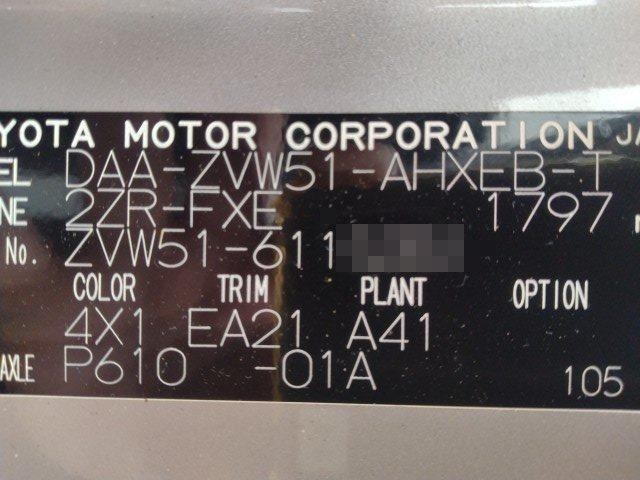 YOTA MOTOR CORPORATION JA
EL DAA-ZVW51-AHXEB-T
NE 2ZR-FXE 1797
No. ZVW51-611
COLOR TRIM PLANT OPTION
4X1 EA21 A41
AXLE P610 -01A 105